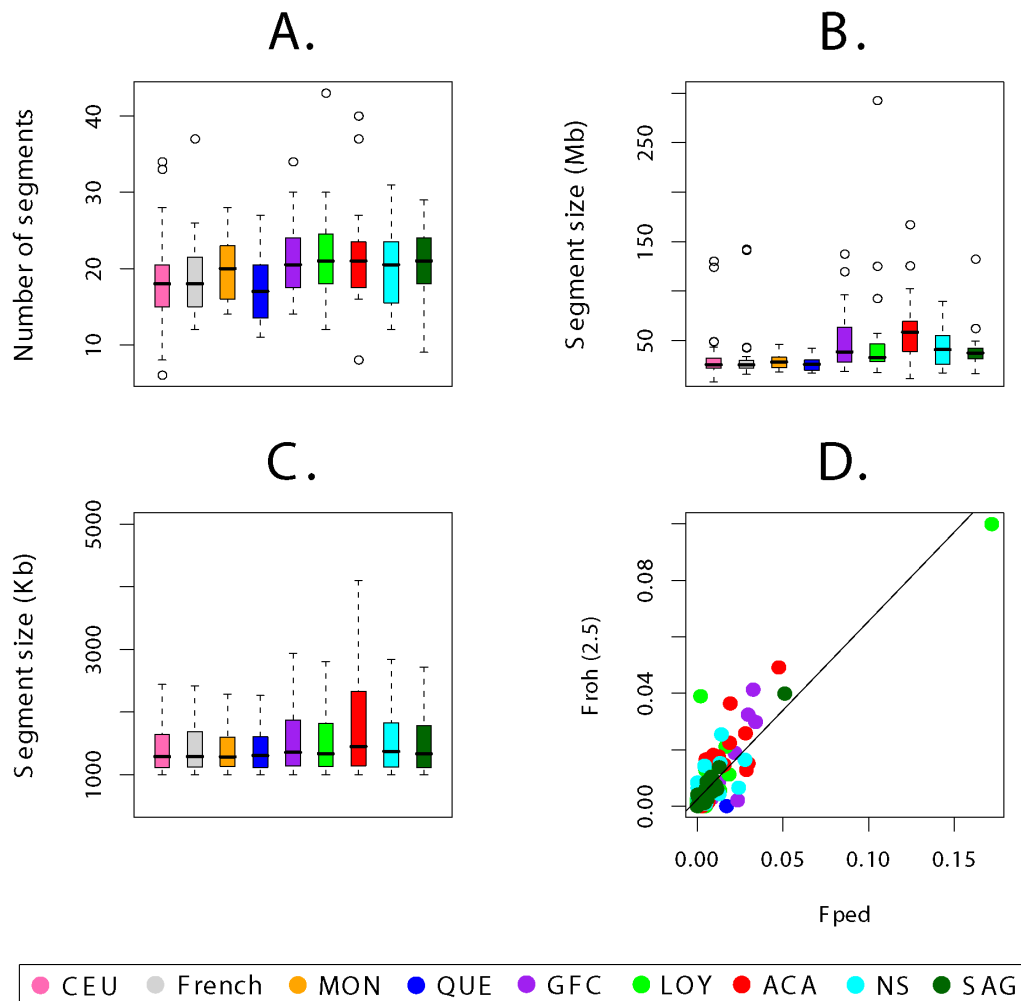 A.
Number of segments
40
30
20
10
B.
Segment size (Mb)
250
150
50
C.
Segment size (Kb)
5000
3000
1000
D.
Froh (2.5)
0.08
0.04
0.00
0.00 0.05 0.10 0.15
Fped
CEU French MON QUE GFC LOY ACA NS SAG